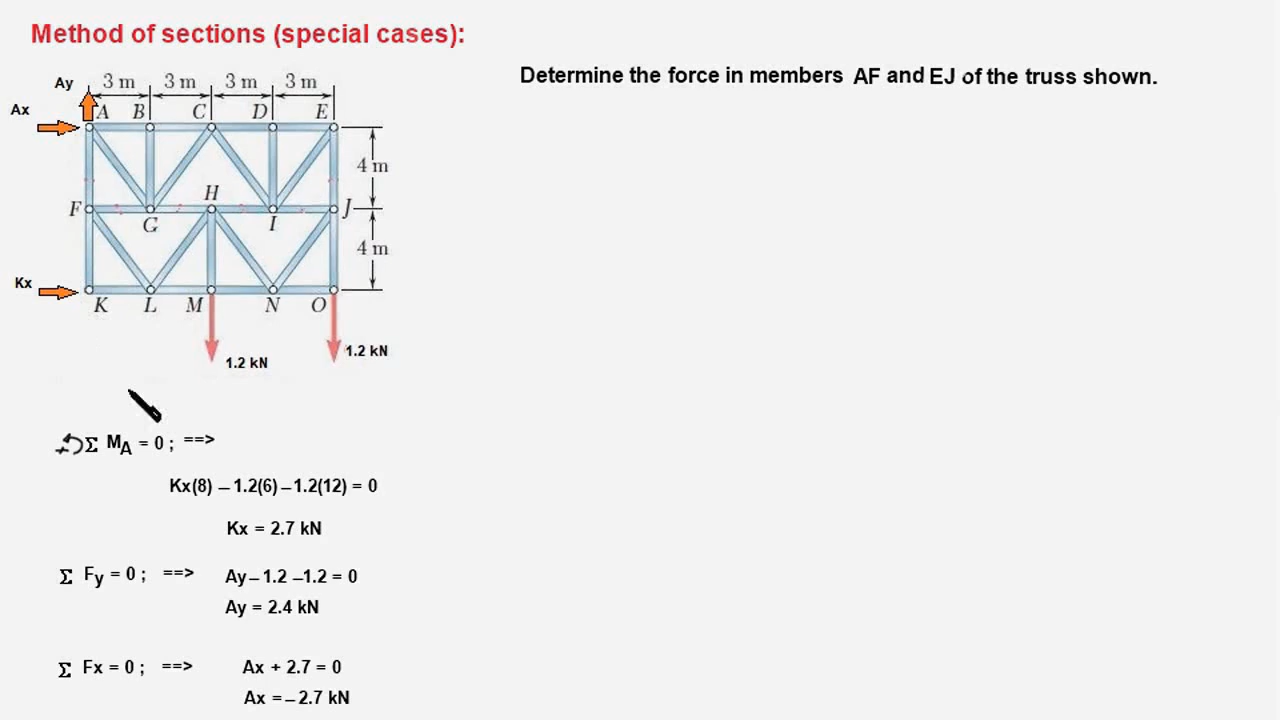 Method of sections (special cases):
Determine the force in members AF and EJ of the truss shown.
Ay 3 m 3 m 3 m 3 m
Ax A B C D E
4 m
H
F J
G I
4 m
Kx
K L M N O
1.2 kN 1.2 kN
Σ MA = 0 ; ==>
Kx(8) – 1.2(6) – 1.2(12) = 0
Kx = 2.7 kN
Σ Fy = 0 ; ==> Ay – 1.2 – 1.2 = 0
Ay = 2.4 kN
Σ Fx = 0 ; ==> Ax + 2.7 = 0
Ax = – 2.7 kN